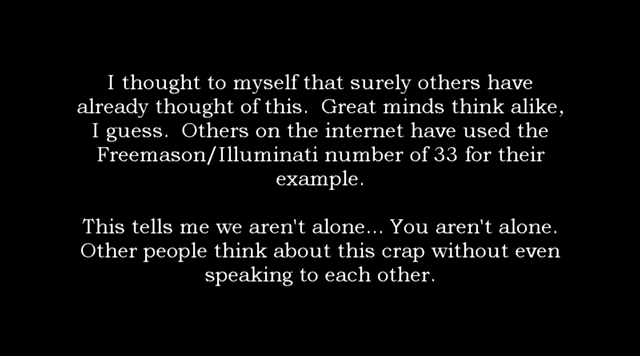 I thought to myself that surely others have
already thought of this.  Great minds think alike,
I guess.  Others on the internet have used the
Freemason/Illuminati number of 33 for their
example.
This tells me we aren't alone... You aren't alone.
Other people think about this crap without even
speaking to each other.